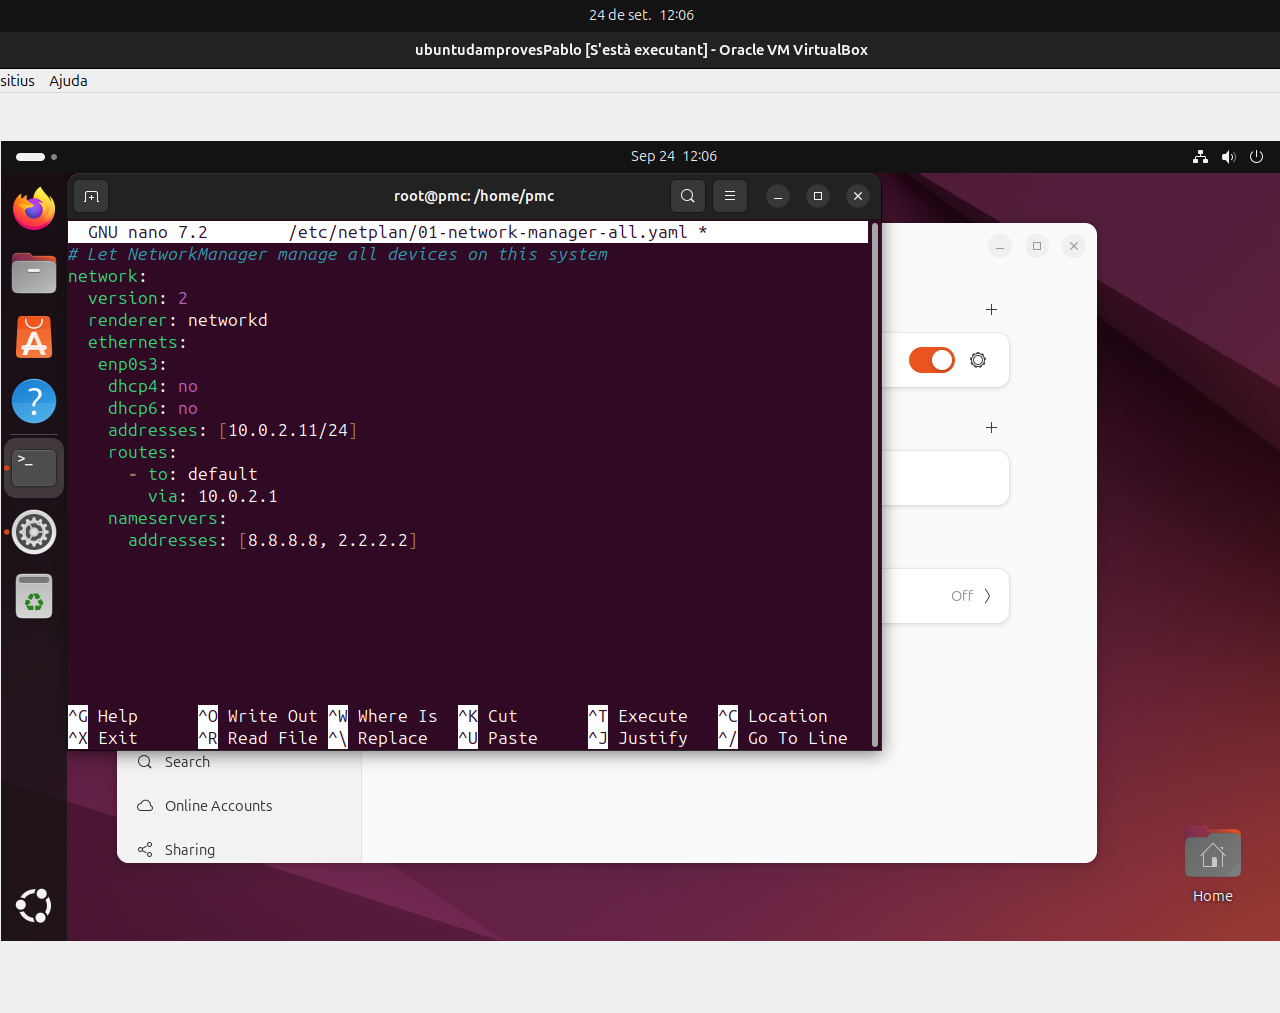 24 de set. 12:06
ubuntudamprovesPablo [S'està executant] - Oracle VM VirtualBox
sitius Ajuda
Sep 24 12:06
root@pmc: /home/pmc
GNU nano 7.2 /etc/netplan/01-network-manager-all.yaml *
# Let NetworkManager manage all devices on this system
network:
  version: 2
  renderer: networkd
  ethernets:
   enp0s3:
    dhcp4: no
    dhcp6: no
    addresses: [10.0.2.11/24]
    routes:
      - to: default
        via: 10.0.2.1
    nameservers:
      addresses: [8.8.8.8, 2.2.2.2]
Off
^G Help ^O Write Out ^W Where Is ^K Cut ^T Execute ^C Location
^X Exit ^R Read File ^\ Replace ^U Paste ^J Justify ^/ Go To Line
Search
Online Accounts
Sharing
Home